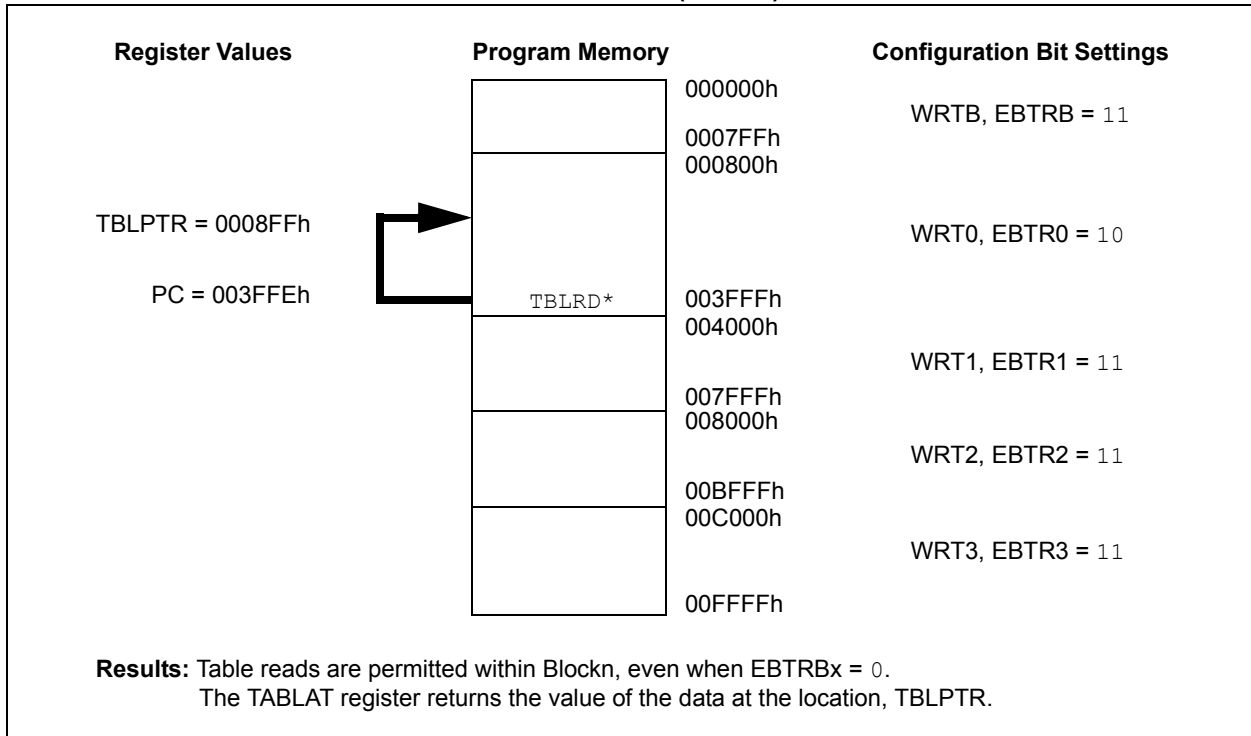 Register Values Program Memory Configuration Bit Settings
000000h
WRTB, EBTRB = 11
0007FFh
000800h
TBLPTR = 0008FFh
WRT0, EBTR0 = 10
PC = 003FFEh
TBLRD*
003FFFh
004000h
WRT1, EBTR1 = 11
007FFFh
008000h
WRT2, EBTR2 = 11
00BFFFh
00C000h
WRT3, EBTR3 = 11
00FFFFh
Results: Table reads are permitted within Blockn, even when EBTRBx = 0.
The TABLAT register returns the value of the data at the location, TBLPTR.